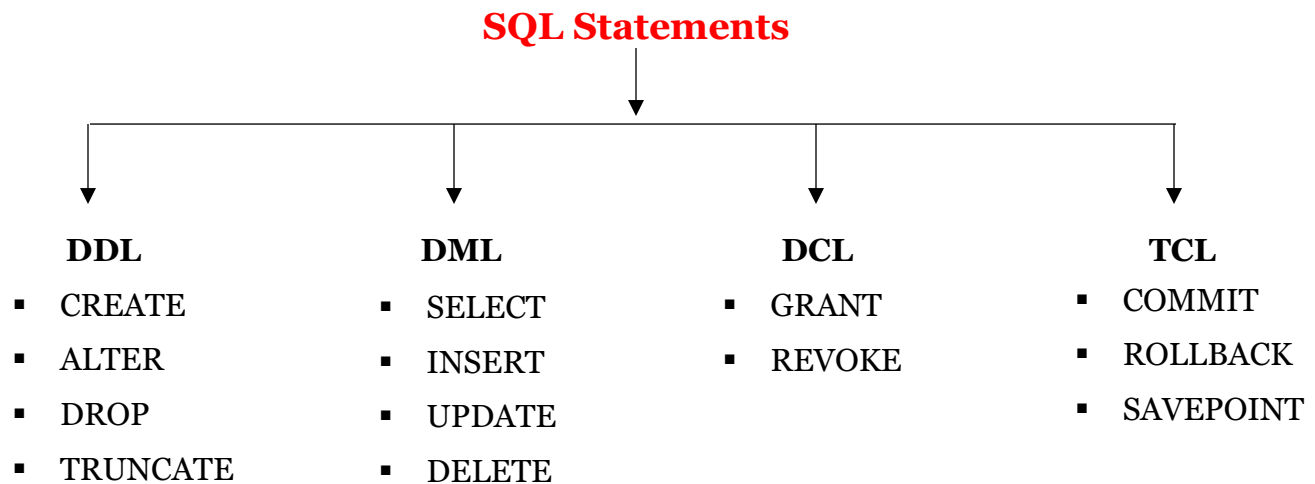 SQL Statements
DDL
▪ CREATE
▪ ALTER
▪ DROP
▪ TRUNCATE
DML
▪ SELECT
▪ INSERT
▪ UPDATE
▪ DELETE
DCL
▪ GRANT
▪ REVOKE
TCL
▪ COMMIT
▪ ROLLBACK
▪ SAVEPOINT